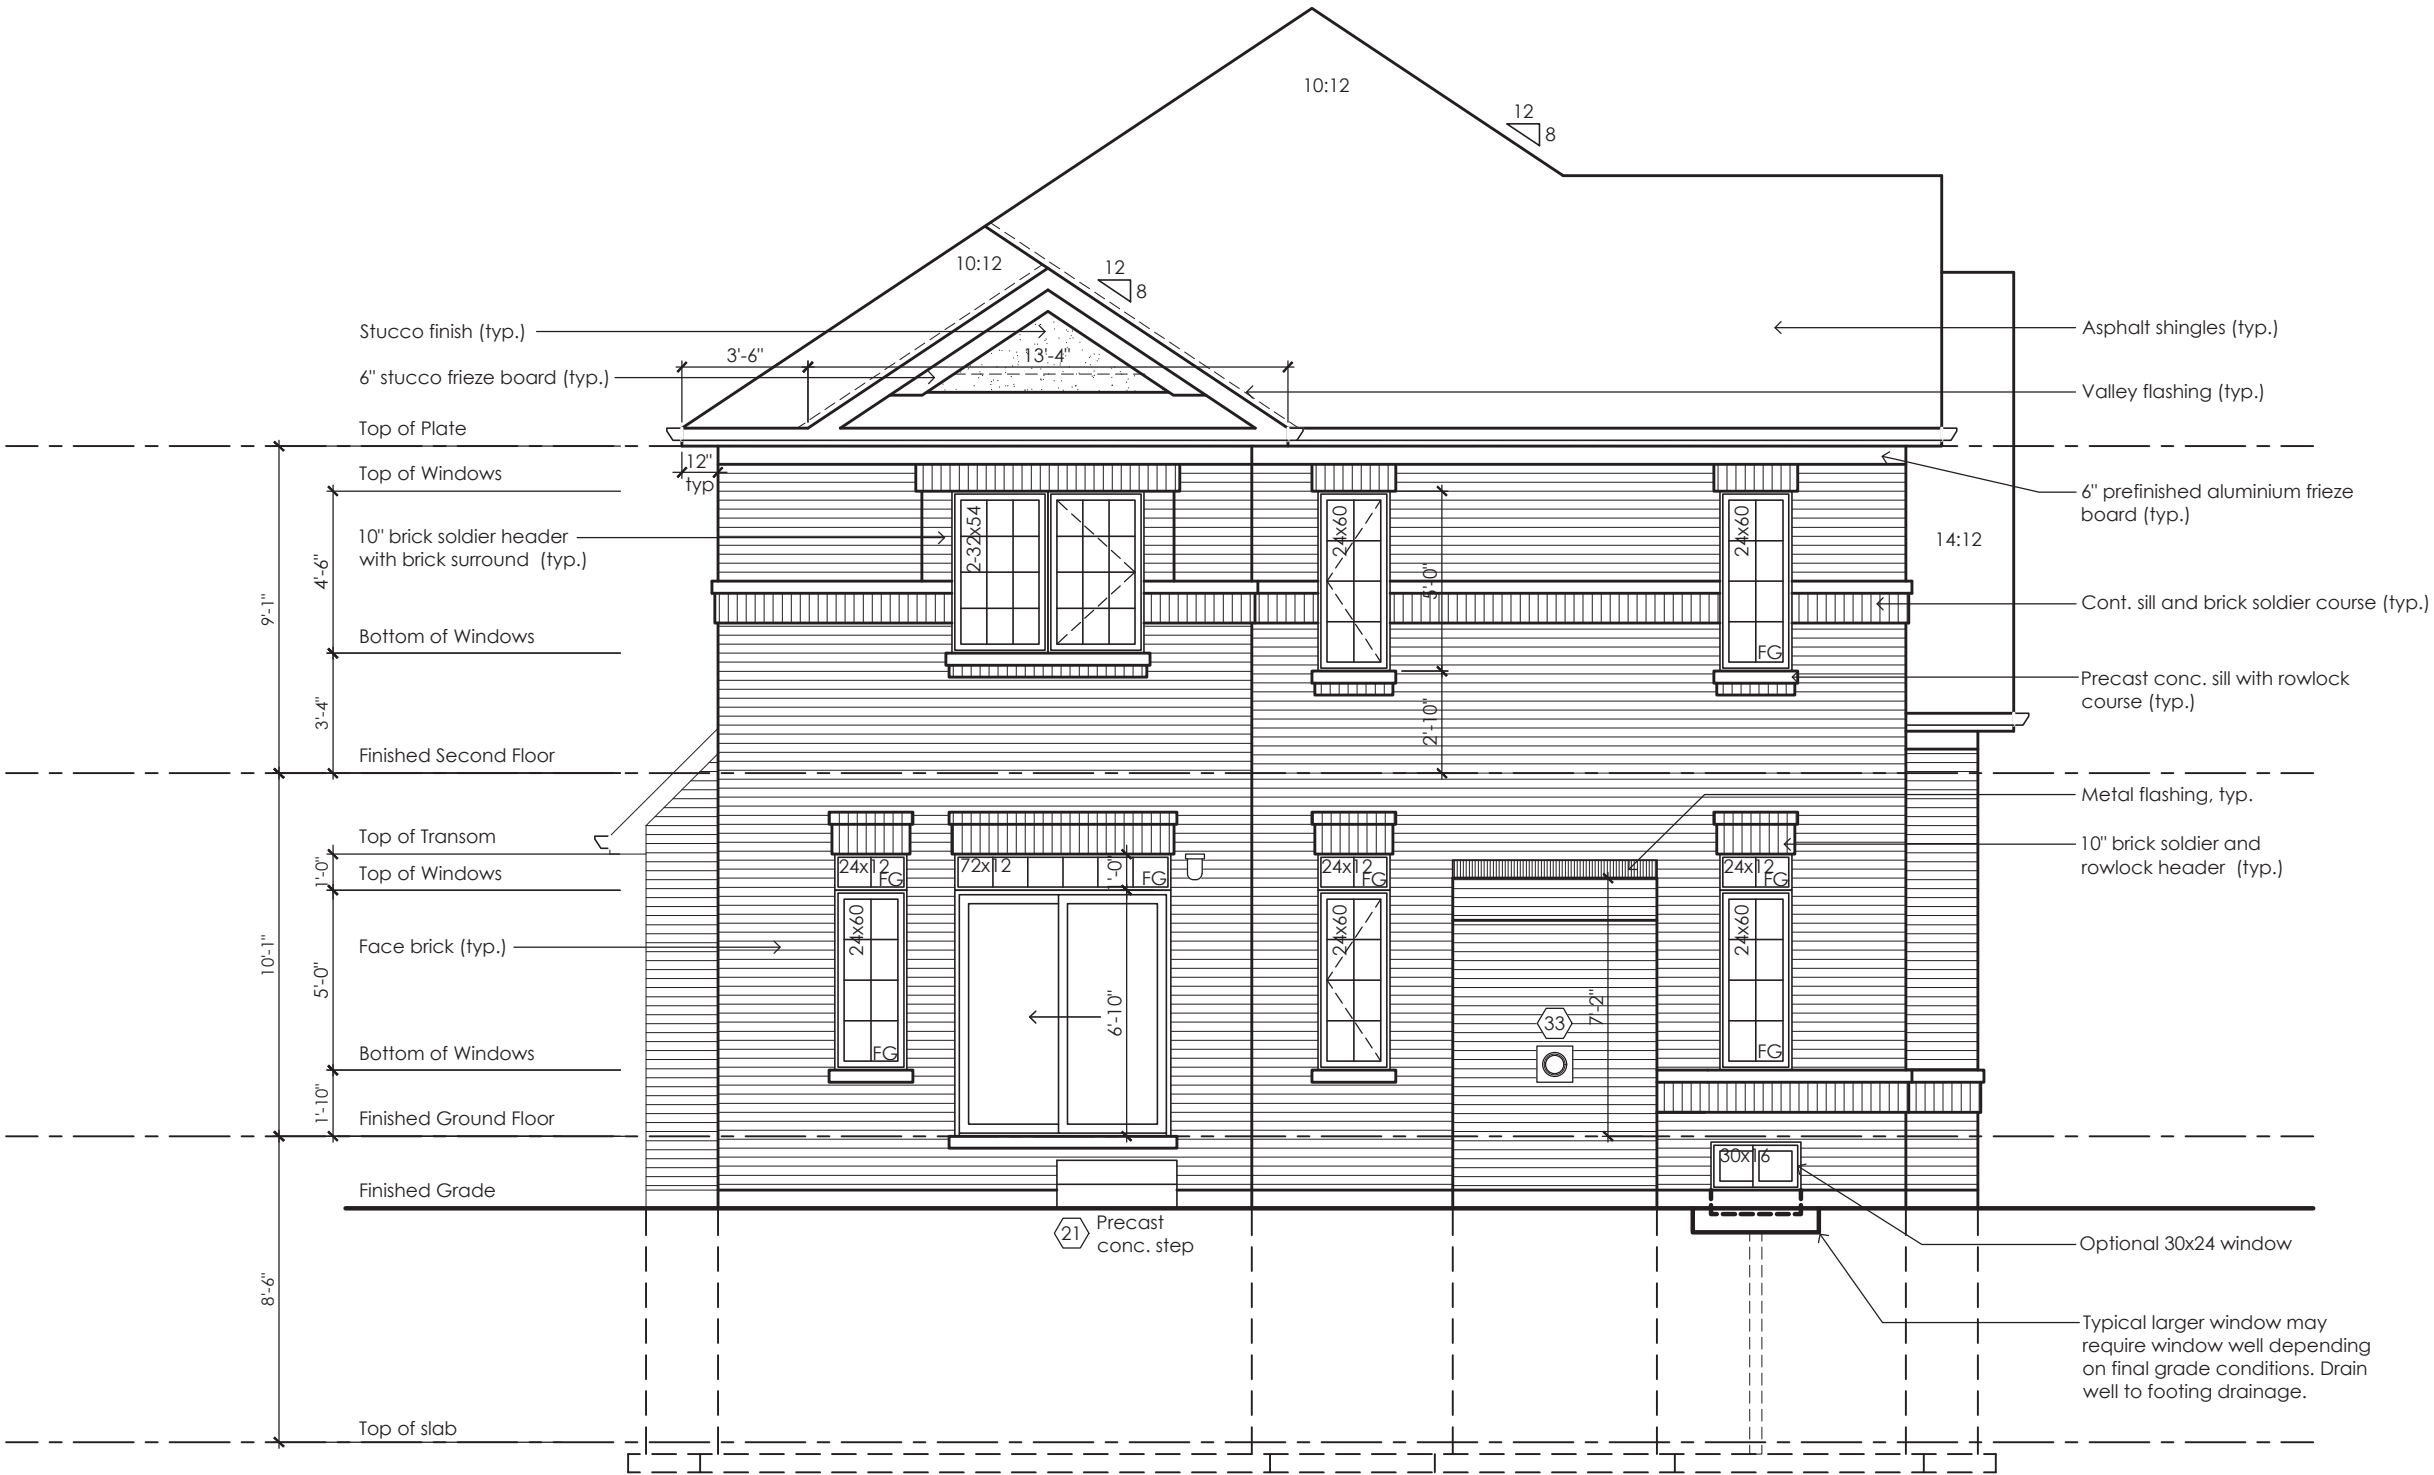 10:12
12
8
10:12
12
8
Stucco finish (typ.)
Asphalt shingles (typ.)
3'-6"
13'-4"
6" stucco frieze board (typ.)
Valley flashing (typ.)
Top of Plate
12"
typ
Top of Windows
6" prefinished aluminium frieze
board (typ.)
10" brick soldier header
with brick surround (typ.)
2-32x54
24x60
24x60
14:12
4'-6"
5'-0"
9'-1"
Cont. sill and brick soldier course (typ.)
Bottom of Windows
FG
Precast conc. sill with rowlock
course (typ.)
3'-4"
2'-10"
Finished Second Floor
Metal flashing, typ.
Top of Transom
10" brick soldier and
rowlock header (typ.)
1'-0"
24x12
FG
72x12
FG
1'-0"
24x12
FG
24x12
FG
Top of Windows
24x60
24x60
24x60
Face brick (typ.)
10'-1"
5'-0"
6'-10"
7'-2"
33
Bottom of Windows
FG
FG
1'-10"
Finished Ground Floor
30x16
Finished Grade
21
Precast
conc. step
Optional 30x24 window
8'-6"
Typical larger window may
require window well depending
on final grade conditions. Drain
well to footing drainage.
Top of slab